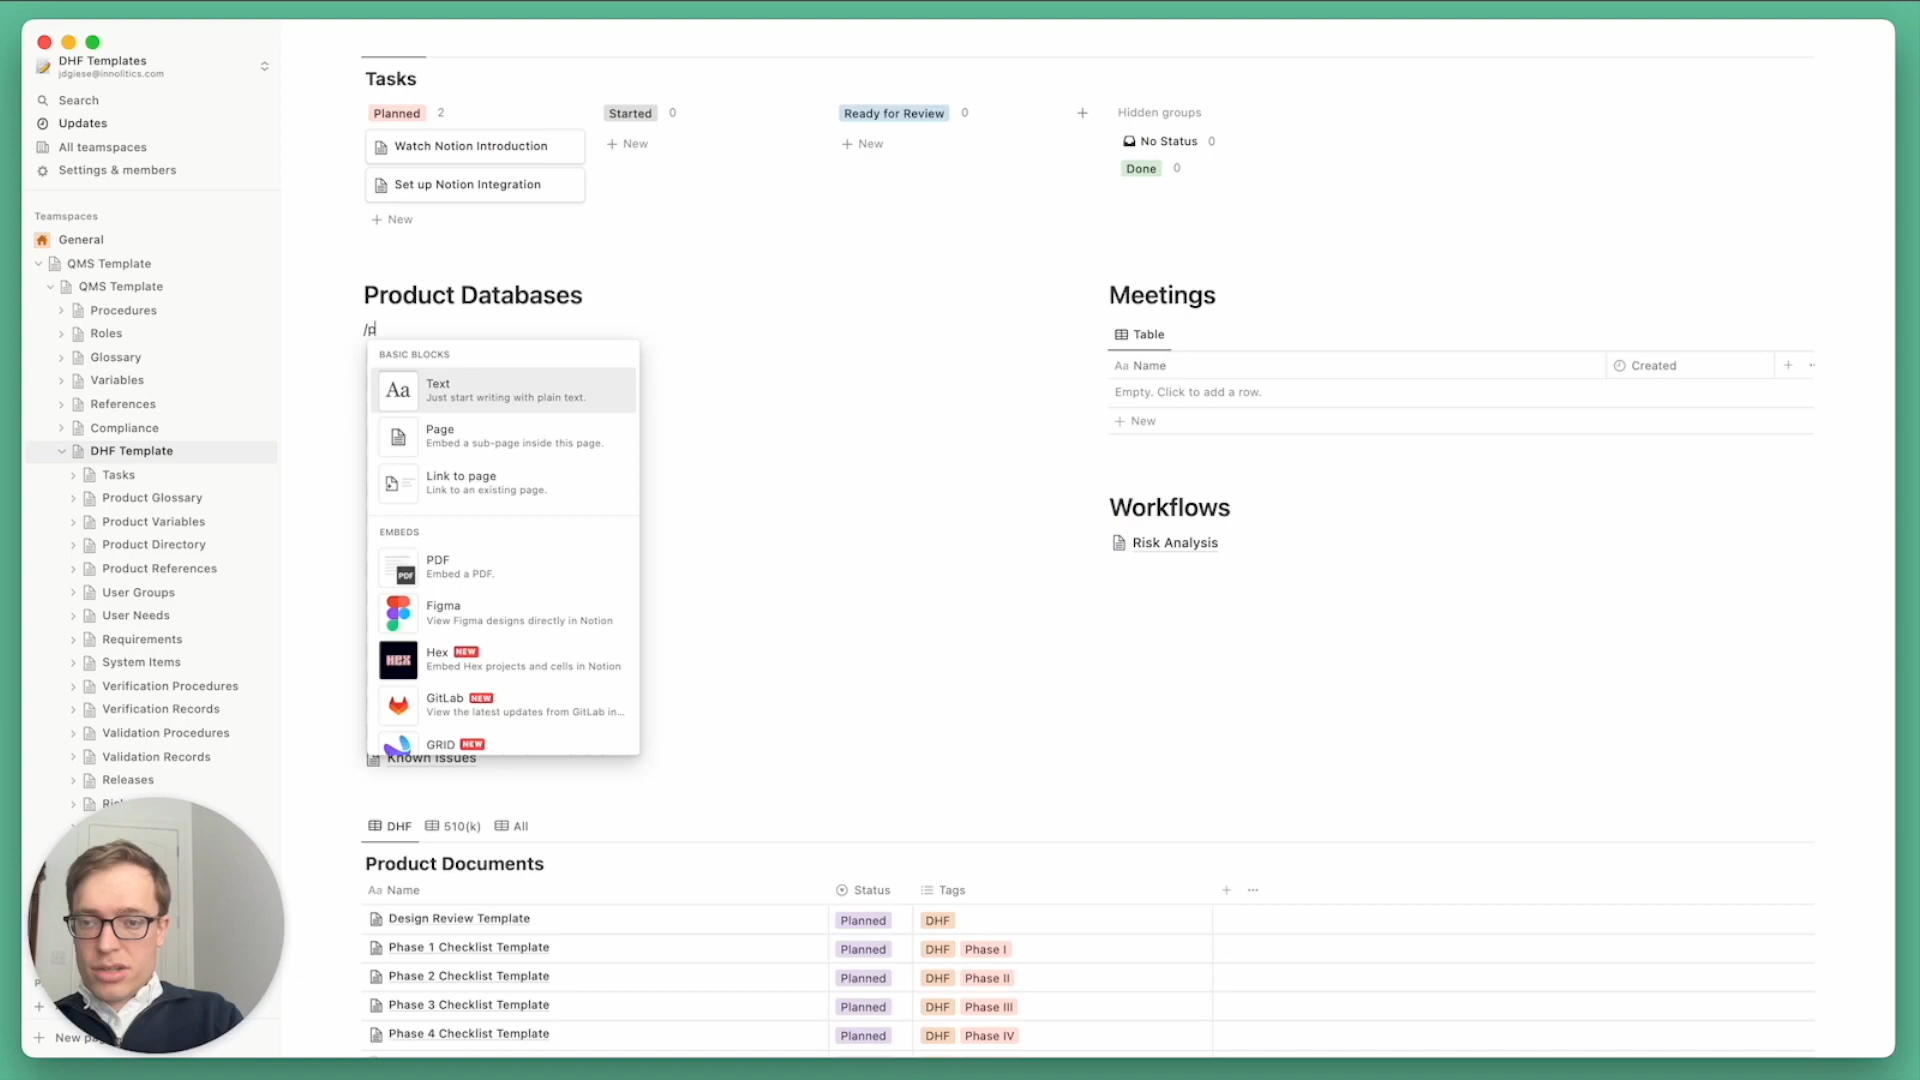 DHF Templates
jdgiese@innolitics.com
Search
Updates
All teamspaces
Settings & members
Teamspaces
General
QMS Template
QMS Template
Procedures
Roles
Glossary
Variables
References
Compliance
DHF Template
Tasks
Product Glossary
Product Variables
Product Directory
Product References
User Groups
User Needs
Requirements
System Items
Verification Procedures
Verification Records
Validation Procedures
Validation Records
Releases
New
Tasks
Planned 2
Started 0
Ready for Review 0
Hidden groups
Watch Notion Introduction
New
New
No Status 0
Done 0
Set up Notion Integration
New
Product Databases
/p
BASIC BLOCKS
Aa Text
Just start writing with plain text.
Page
Embed a sub-page inside this page.
Link to page
Link to an existing page.
EMBEDS
PDF
PDF
Embed a PDF.
Figma
View Figma designs directly in Notion
HEX
Hex NEW
Embed Hex projects and cells in Notion
GitLab NEW
View the latest updates from GitLab in...
GRID NEW
Known Issues
Meetings
Table
Aa Name
Created
Empty. Click to add a row.
New
Workflows
Risk Analysis
DHF
510(k)
All
Product Documents
Aa Name Status Tags
Design Review Template Planned DHF
Phase 1 Checklist Template Planned DHF Phase I
Phase 2 Checklist Template Planned DHF Phase II
Phase 3 Checklist Template Planned DHF Phase III
Phase 4 Checklist Template Planned DHF Phase IV